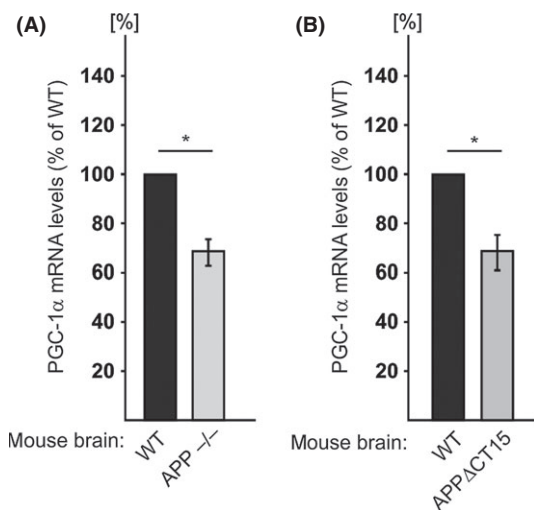 (A)
[%]
PGC-1α mRNA levels (% of WT)
140
120
100
80
60
40
20
*
Mouse brain:
WT
APP –/–
(B)
[%]
PGC-1α mRNA levels (% of WT)
140
120
100
80
60
40
20
*
Mouse brain:
WT
APPΔCT15